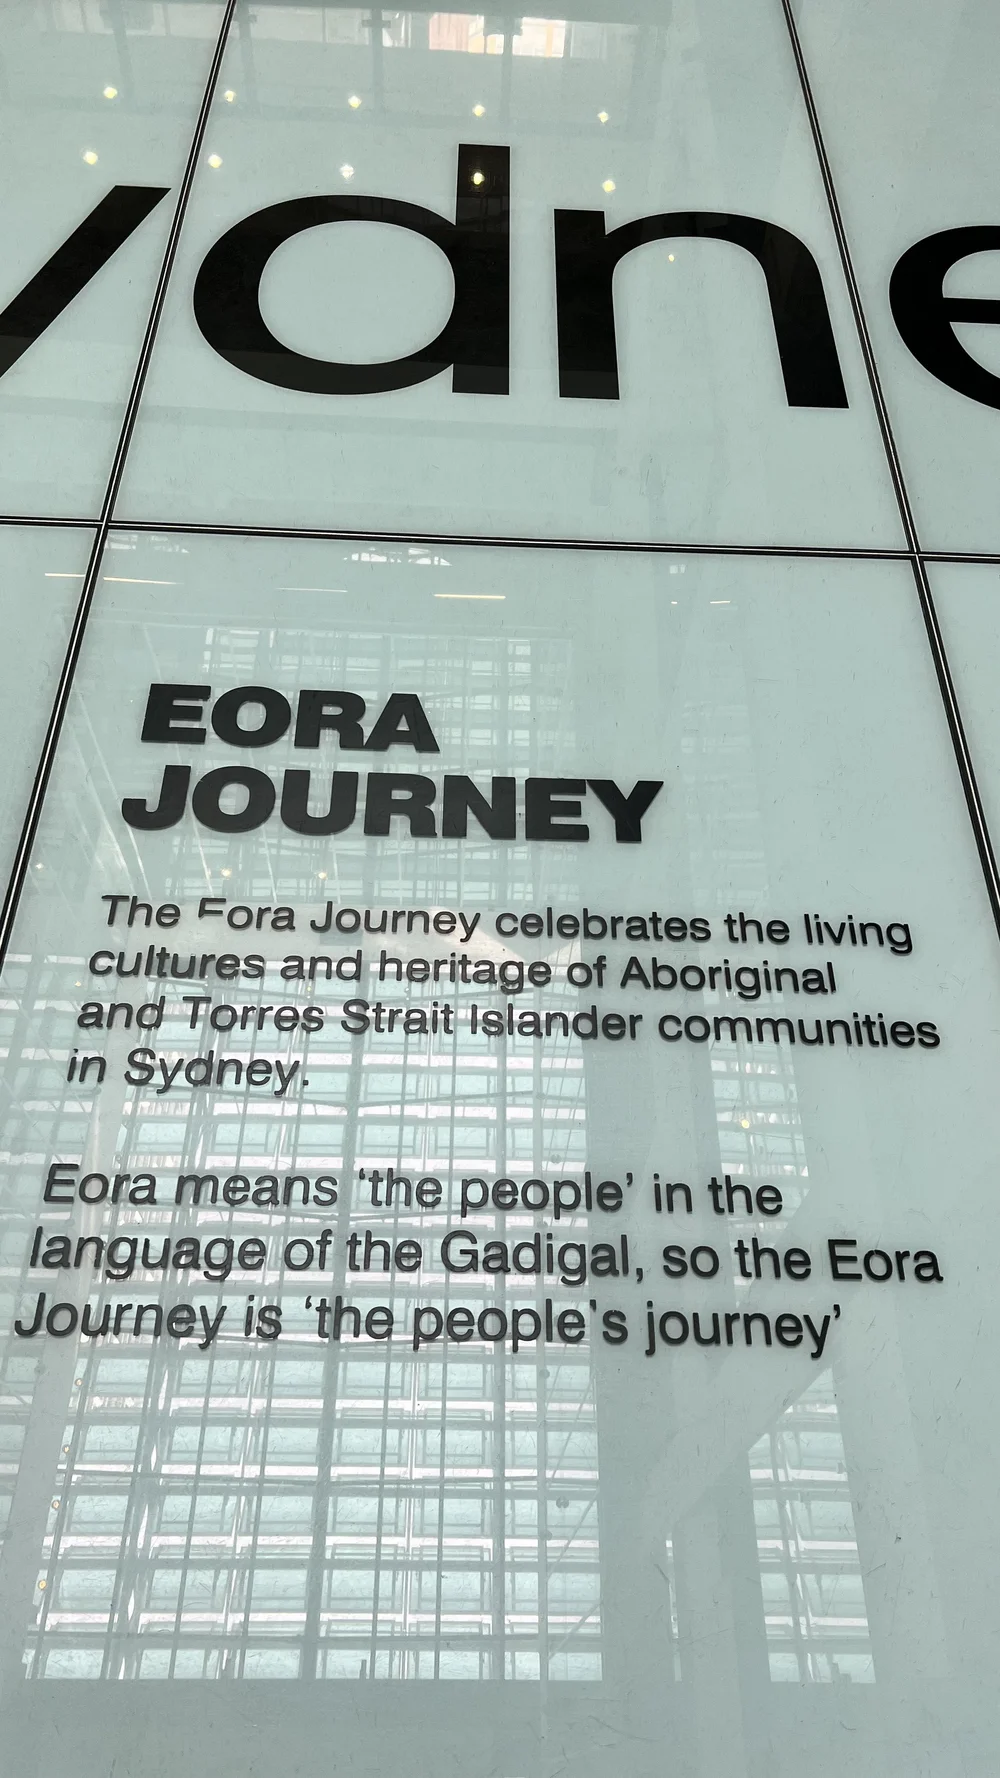 ydne
EORA
JOURNEY
The Fora Journey celebrates the living
cultures and heritage of Aboriginal
and Torres Strait Islander communities
in Sydney.
Eora means ‘the people’ in the
language of the Gadigal, so the Eora
Journey is ‘the people's journey’